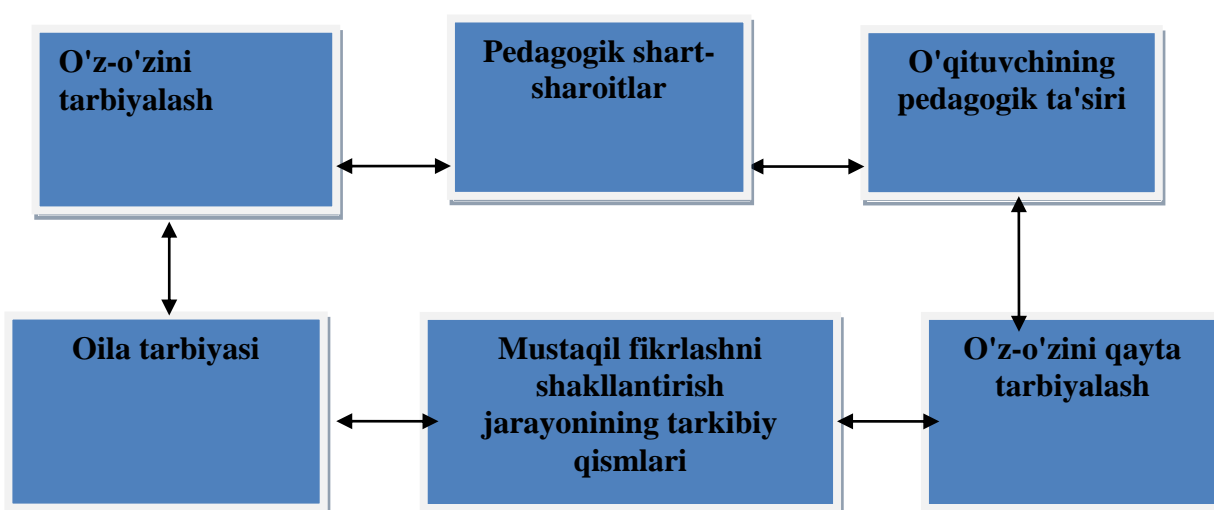 O'z-o'zini
tarbiyalash
Pedagogik shart-
sharoitlar
O'qituvchining
pedagogik ta'siri
Oila tarbiyasi
Mustaqil fikrlashni
shakllantirish
jarayonining tarkibiy
qismlari
O'z-o'zini qayta
tarbiyalash